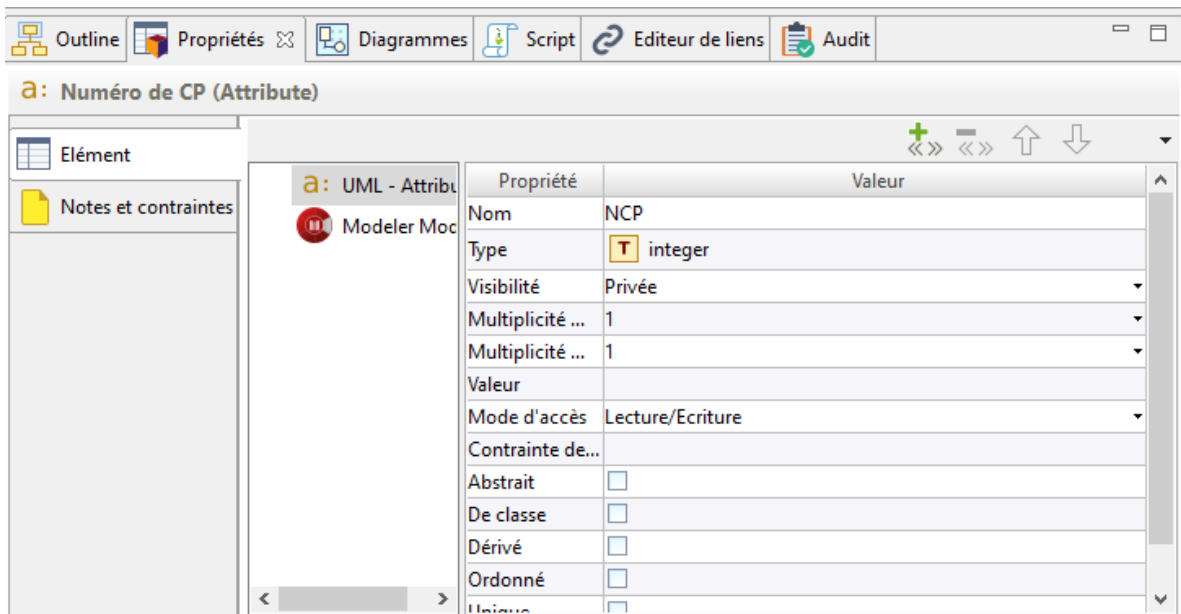 Outline Propriétés Diagrammes Script Editeur de liens Audit
a: Numéro de CP (Attribute)
Elément
Notes et contraintes
a: UML - Attribu
Modeler Mod
Propriété Valeur
Nom NCP
Type T integer
Visibilité Privée
Multiplicité ... 1
Multiplicité ... 1
Valeur
Mode d'accès Lecture/Ecriture
Contrainte de...
Abstrait
De classe
Dérivé
Ordonné
Unique